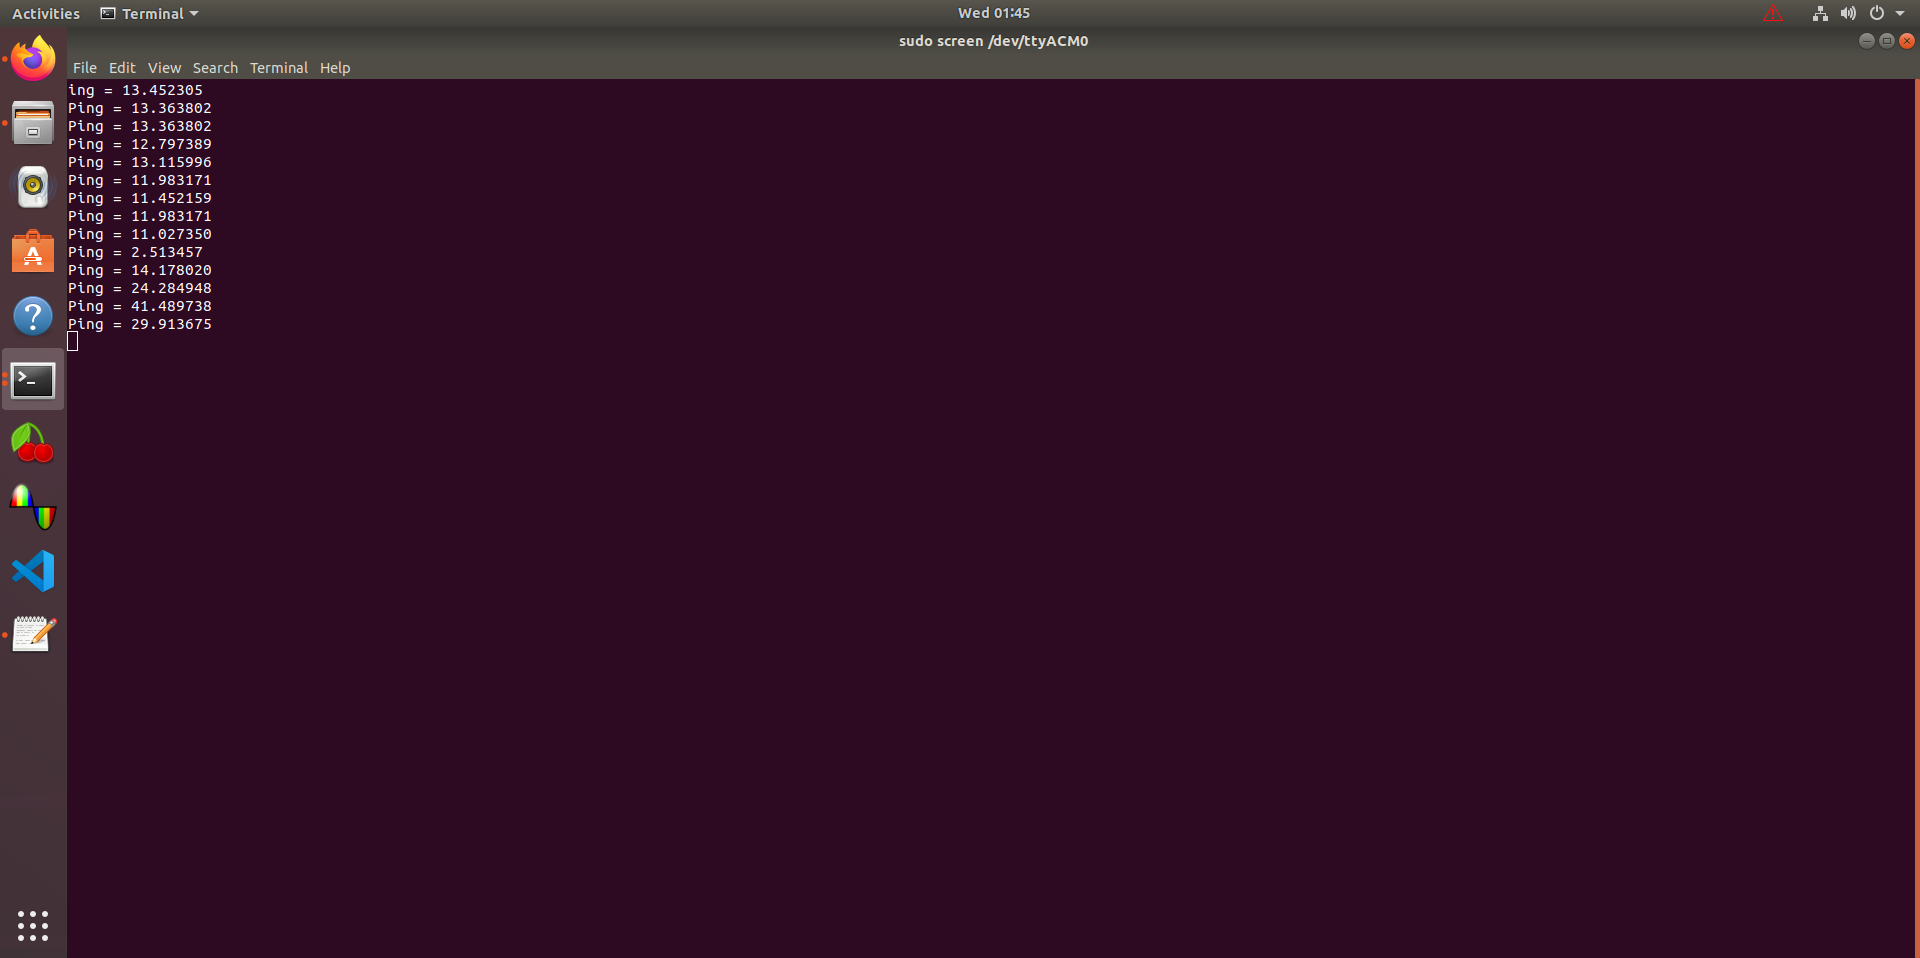 Activities Terminal Wed 01:45
sudo screen /dev/ttyACM0
File Edit View Search Terminal Help
ing = 13.452305
Ping = 13.363802
Ping = 13.363802
Ping = 12.797389
Ping = 13.115996
Ping = 11.983171
Ping = 11.452159
Ping = 11.983171
Ping = 11.027350
Ping = 2.513457
Ping = 14.178020
Ping = 24.284948
Ping = 41.489738
Ping = 29.913675